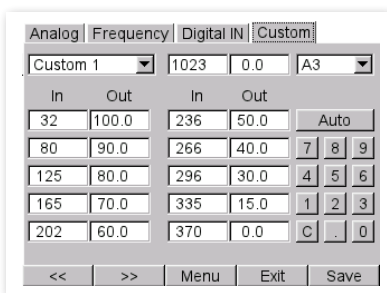 Analog Frequency Digital IN Custom
Custom 1 1023 0.0 A3
In Out In Out
32 100.0 236 50.0 Auto
80 90.0 266 40.0 7 8 9
125 80.0 296 30.0 4 5 6
165 70.0 335 15.0 1 2 3
202 60.0 370 0.0 C . 0
<< >> Menu Exit Save